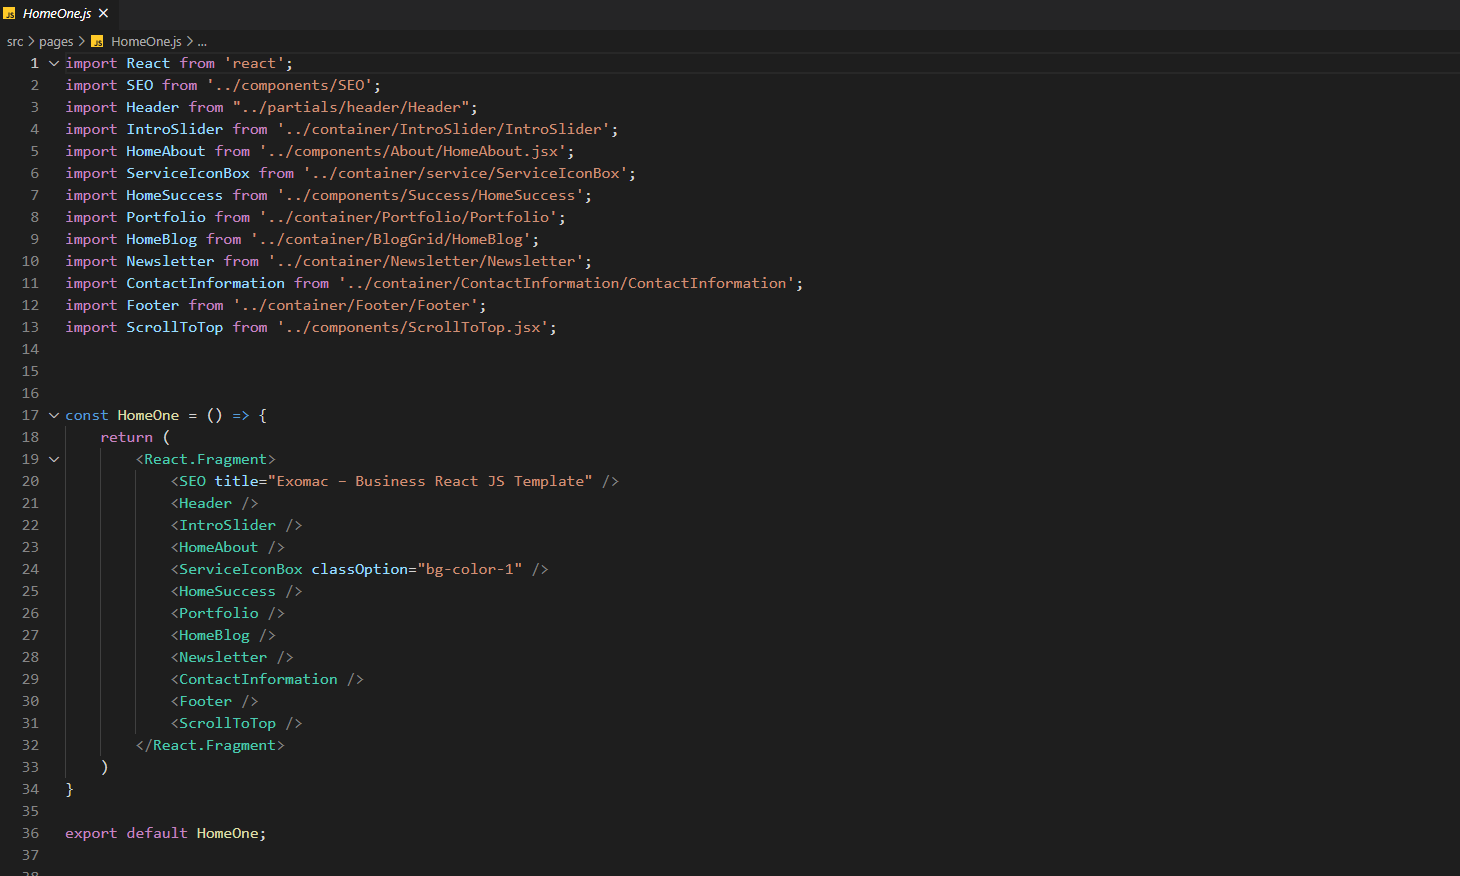 JS HomeOne.js ×
src > pages > JS HomeOne.js > ...
1 import React from 'react';
2 import SEO from '../components/SEO';
3 import Header from "../partials/header/Header";
4 import IntroSlider from '../container/IntroSlider/IntroSlider';
5 import HomeAbout from '../components/About/HomeAbout.jsx';
6 import ServiceIconBox from '../container/service/ServiceIconBox';
7 import HomeSuccess from '../components/Success/HomeSuccess';
8 import Portfolio from '../container/Portfolio/Portfolio';
9 import HomeBlog from '../container/BlogGrid/HomeBlog';
10 import Newsletter from '../container/Newsletter/Newsletter';
11 import ContactInformation from '../container/ContactInformation/ContactInformation';
12 import Footer from '../container/Footer/Footer';
13 import ScrollToTop from '../components/ScrollToTop.jsx';
14
15
16
17 const HomeOne = () => {
18     return (
19         <React.Fragment>
20             <SEO title="Exomac – Business React JS Template" />
21             <Header />
22             <IntroSlider />
23             <HomeAbout />
24             <ServiceIconBox classOption="bg-color-1" />
25             <HomeSuccess />
26             <Portfolio />
27             <HomeBlog />
28             <Newsletter />
29             <ContactInformation />
30             <Footer />
31             <ScrollToTop />
32         </React.Fragment>
33     )
34 }
35
36 export default HomeOne;
37
38